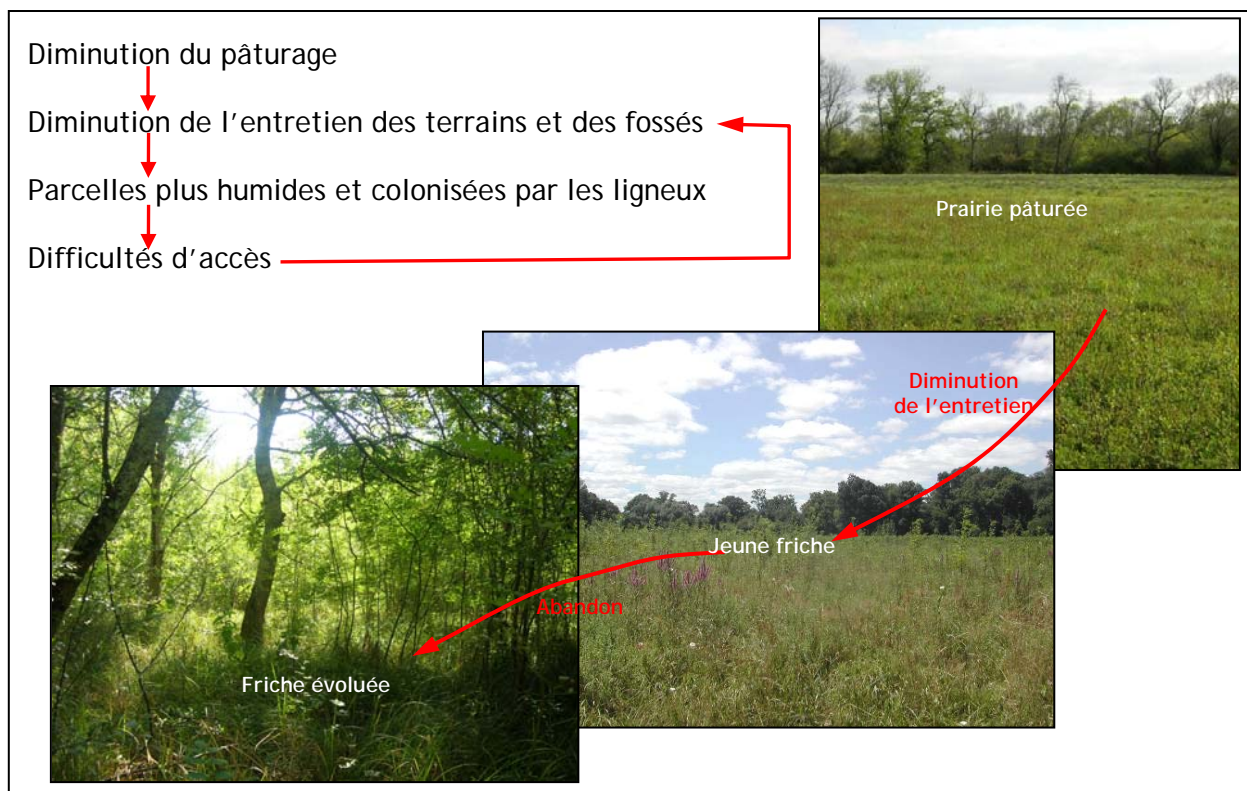 Diminution du pâturage
Diminution de l'entretien des terrains et des fossés
Parcelles plus humides et colonisées par les ligneux
Difficultés d'accès
Prairie pâturée
Diminution
de l'entretien
Jeune friche
Abandon
Friche évoluée